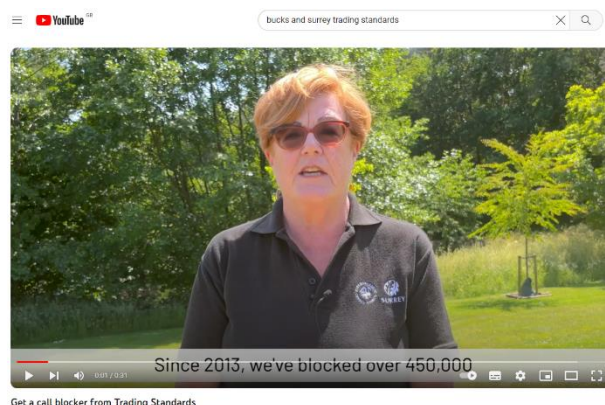 YouTube GB
bucks and surrey trading standards
SURREY
Since 2013, we've blocked over 450,000
0:01 / 0:31
Get a call blocker from Trading Standards